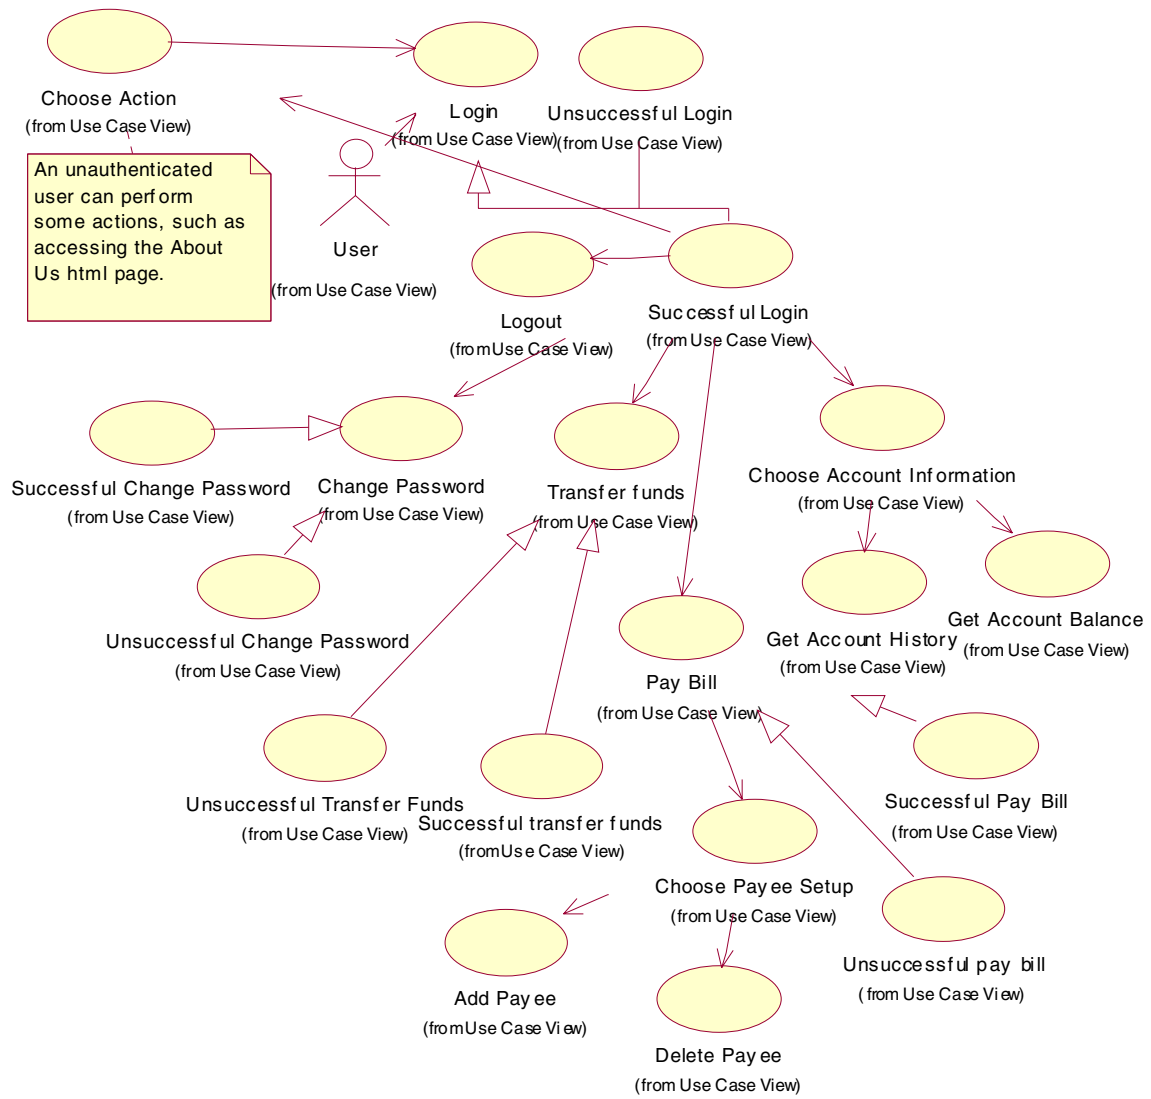 Choose Action
(from Use Case View)
Login
(from Use Case View)
Unsuccessful Login
(from Use Case View)
An unauthenticated
user can perform
some actions, such as
accessing the About
Us html page.
User
(from Use Case View)
Logout
(from Use Case View)
Successful Login
(from Use Case View)
Successful Change Password
(from Use Case View)
Change Password
(from Use Case View)
Transfer funds
(from Use Case View)
Choose Account Information
(from Use Case View)
Unsuccessful Change Password
(from Use Case View)
Get Account History
(from Use Case View)
Get Account Balance
(from Use Case View)
Pay Bill
(from Use Case View)
Unsuccessful Transfer Funds
(from Use Case View)
Successful transfer funds
(from Use Case View)
Successful Pay Bill
(from Use Case View)
Choose Payee Setup
(from Use Case View)
Unsuccessful pay bill
(from Use Case View)
Add Payee
(from Use Case View)
Delete Payee
(from Use Case View)